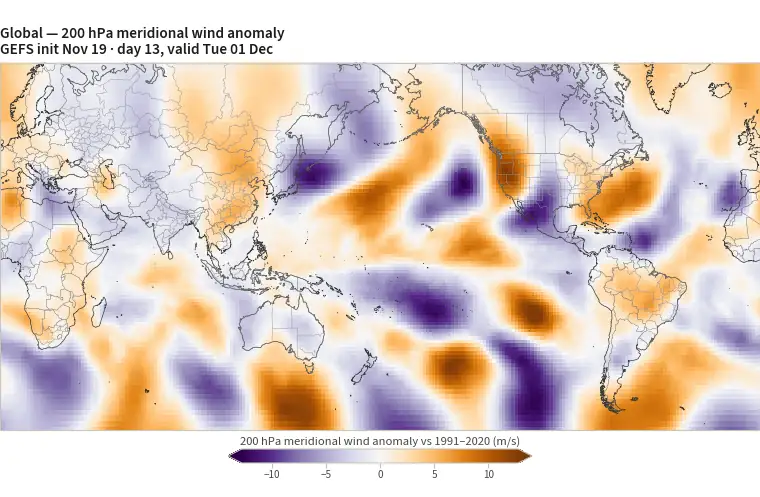 Global — 200 hPa meridional wind anomaly
GEFS init Nov 19 · day 13, valid Tue 01 Dec
200 hPa meridional wind anomaly vs 1991–2020 (m/s)
−10 −5 0 5 10